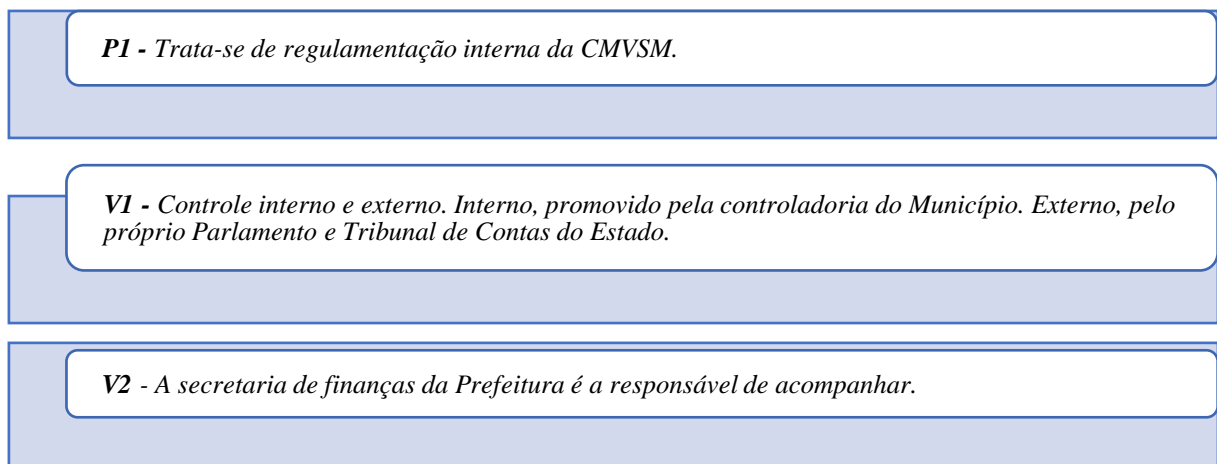 P1 - Trata-se de regulamentação interna da CMVSM.
V1 - Controle interno e externo. Interno, promovido pela controladoria do Município. Externo, pelo
próprio Parlamento e Tribunal de Contas do Estado.
V2 - A secretaria de finanças da Prefeitura é a responsável de acompanhar.